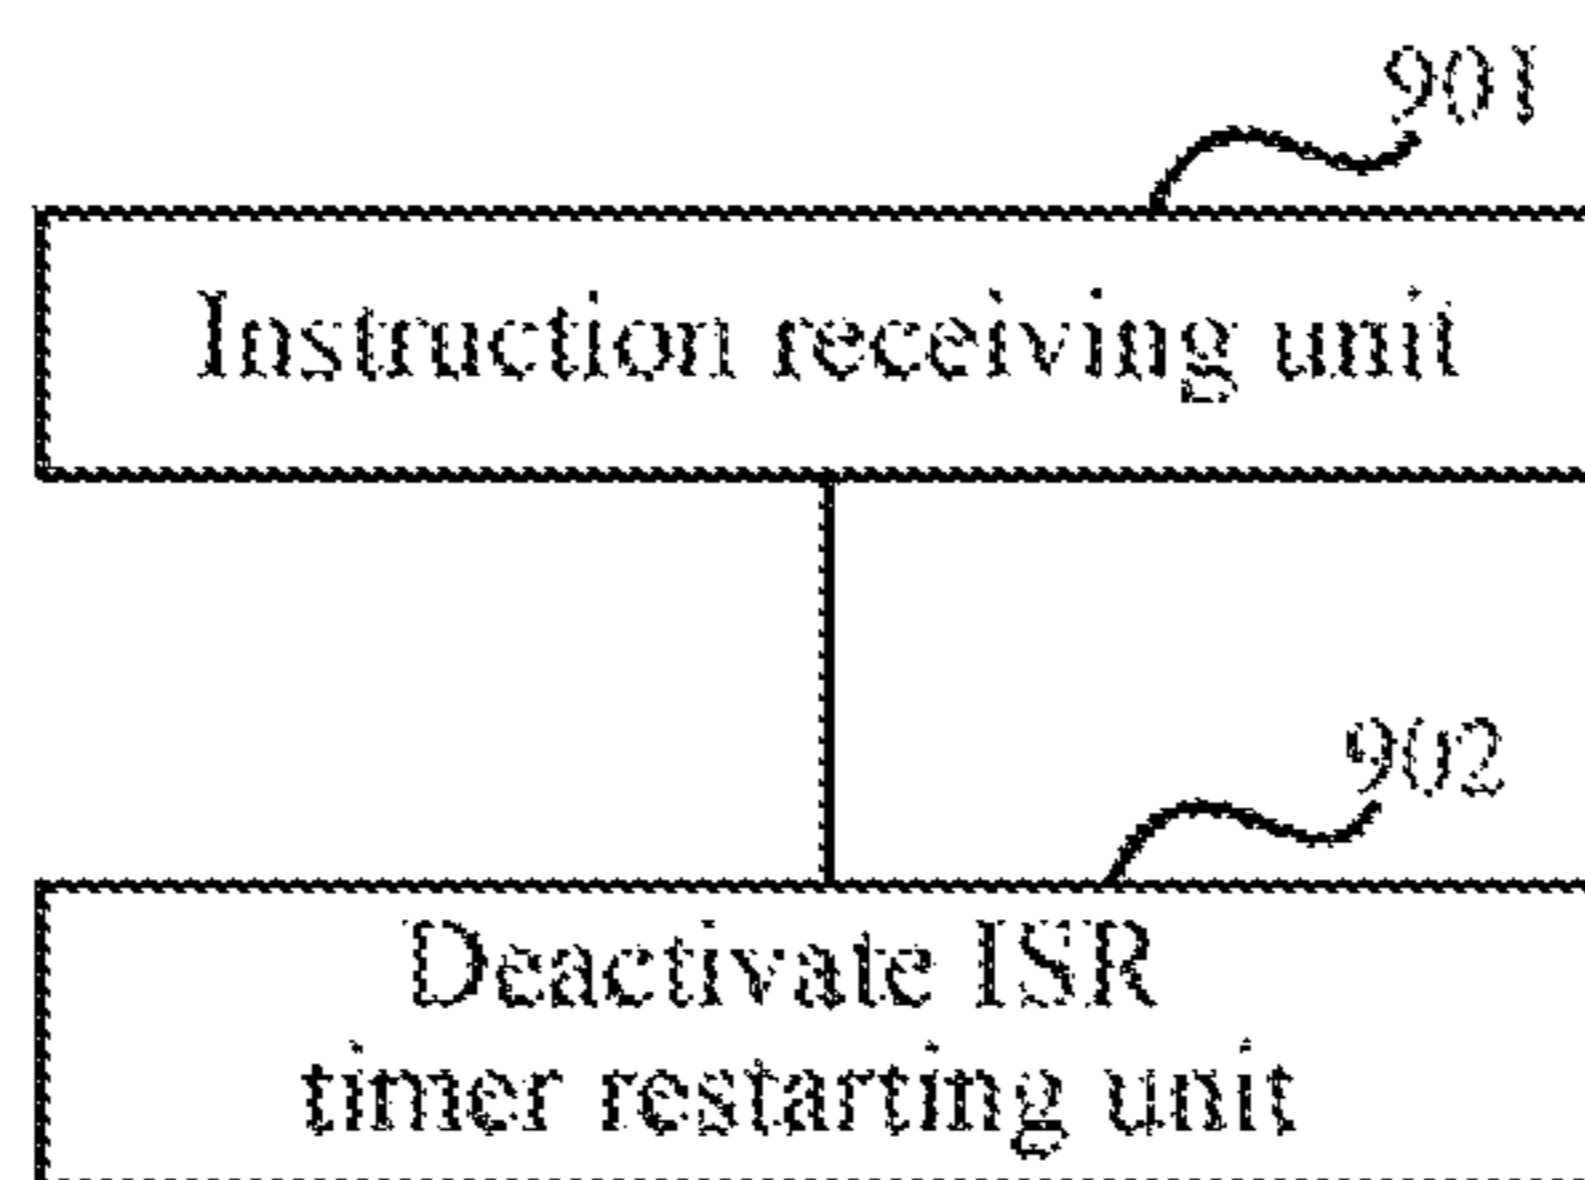 901
Instruction receiving unit
902
Deactivate ISR
timer restarting unit